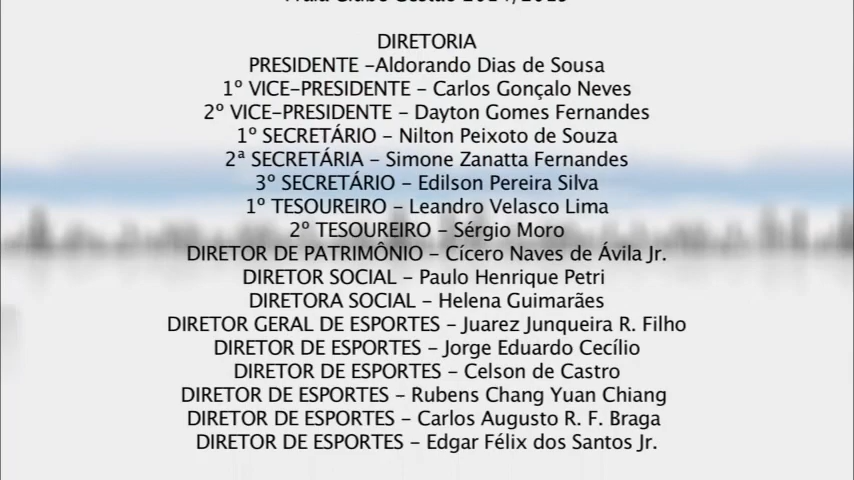 Praia Clube Gestão 2014/2015
DIRETORIA
PRESIDENTE -Aldorando Dias de Sousa
1º VICE-PRESIDENTE - Carlos Gonçalo Neves
2º VICE-PRESIDENTE - Dayton Gomes Fernandes
1º SECRETÁRIO - Nilton Peixoto de Souza
2ª SECRETÁRIA - Simone Zanatta Fernandes
3º SECRETÁRIO - Edilson Pereira Silva
1º TESOUREIRO - Leandro Velasco Lima
2º TESOUREIRO - Sérgio Moro
DIRETOR DE PATRIMÔNIO - Cícero Naves de Ávila Jr.
DIRETOR SOCIAL - Paulo Henrique Petri
DIRETORA SOCIAL - Helena Guimarães
DIRETOR GERAL DE ESPORTES - Juarez Junqueira R. Filho
DIRETOR DE ESPORTES - Jorge Eduardo Cecílio
DIRETOR DE ESPORTES - Celson de Castro
DIRETOR DE ESPORTES - Rubens Chang Yuan Chiang
DIRETOR DE ESPORTES - Carlos Augusto R. F. Braga
DIRETOR DE ESPORTES - Edgar Félix dos Santos Jr.